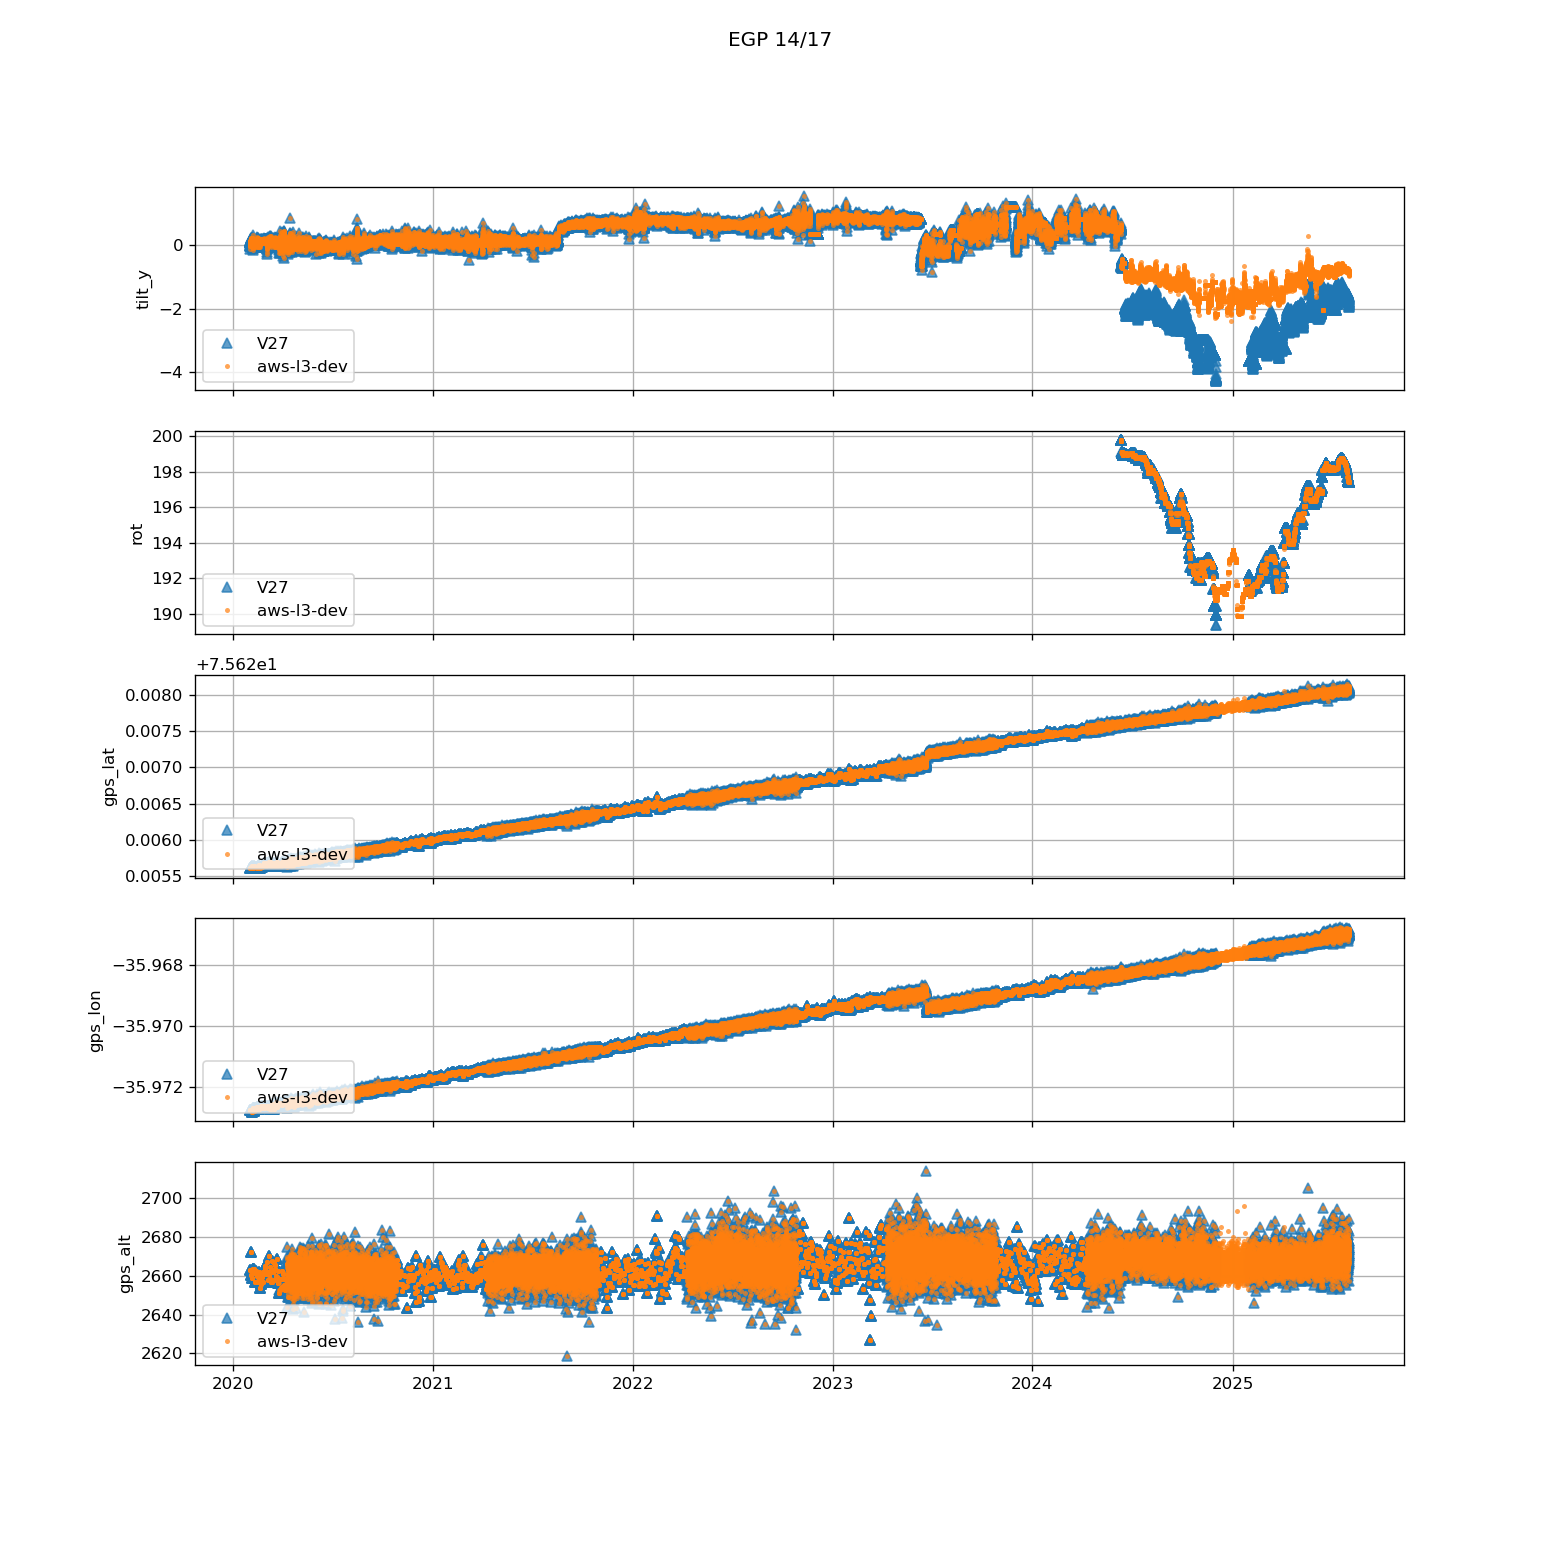 EGP 14/17
0
−2
−4
tilt_y
V27
aws-l3-dev
200
198
196
194
192
190
rot
V27
aws-l3-dev
+7.562e1
0.0080
0.0075
0.0070
0.0065
0.0060
0.0055
gps_lat
V27
aws-l3-dev
−35.968
−35.970
−35.972
gps_lon
V27
aws-l3-dev
2700
2680
2660
2640
2620
gps_alt
V27
aws-l3-dev
2020
2021
2022
2023
2024
2025